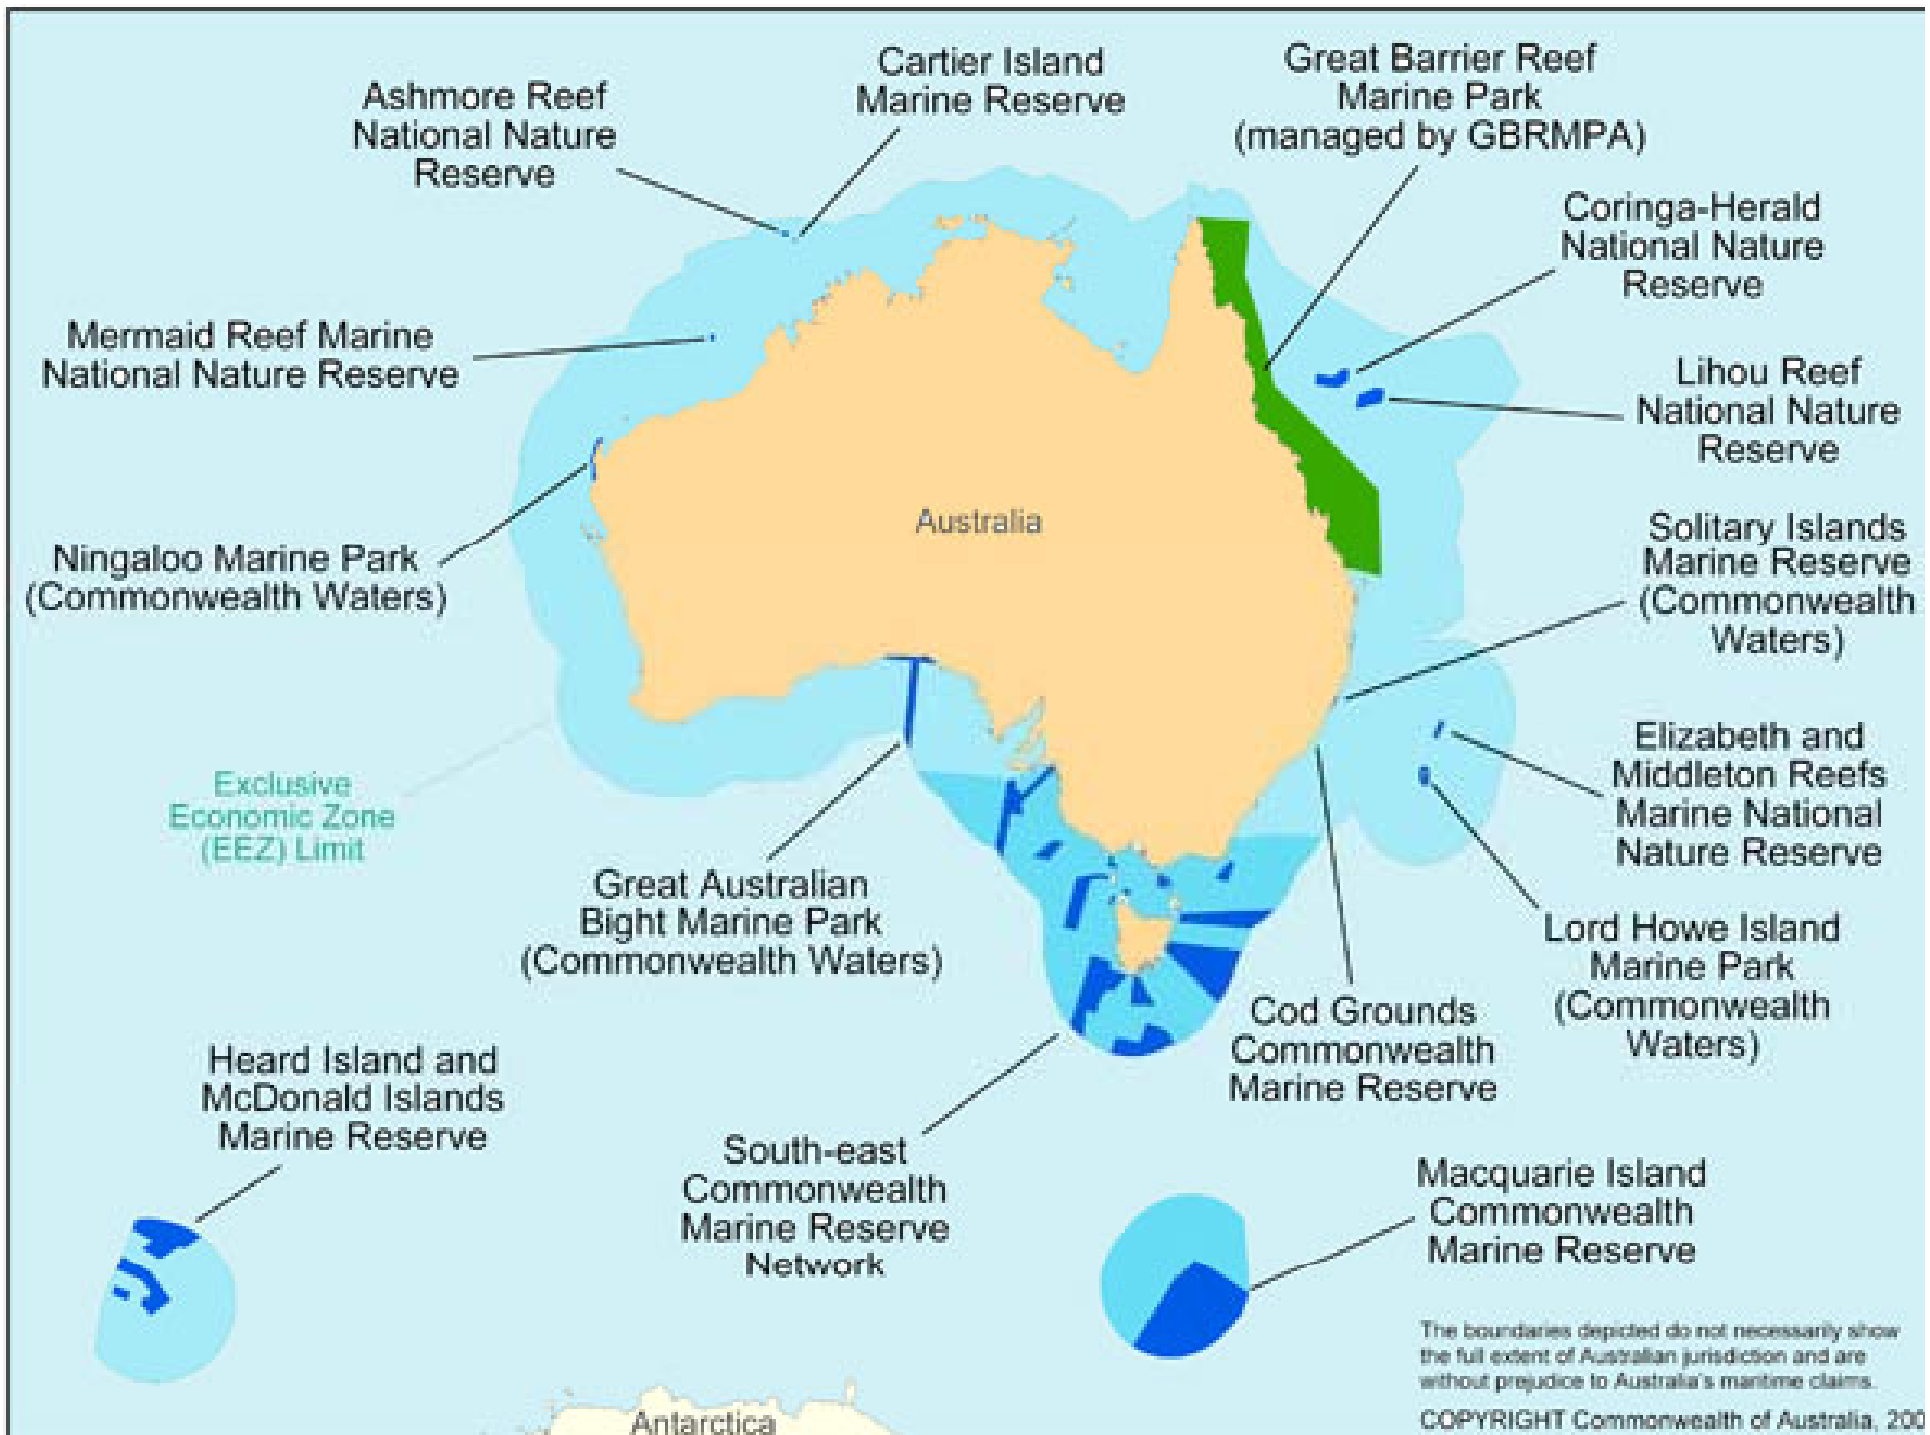 Ashmore Reef
National Nature
Reserve
Cartier Island
Marine Reserve
Great Barrier Reef
Marine Park
(managed by GBRMPA)
Coringa-Herald
National Nature
Reserve
Mermaid Reef Marine
National Nature Reserve
Lihou Reef
National Nature
Reserve
Australia
Ningaloo Marine Park
(Commonwealth Waters)
Solitary Islands
Marine Reserve
(Commonwealth
Waters)
Exclusive
Economic Zone
(EEZ) Limit
Elizabeth and
Middleton Reefs
Marine National
Nature Reserve
Great Australian
Bight Marine Park
(Commonwealth Waters)
Lord Howe Island
Marine Park
(Commonwealth
Waters)
Cod Grounds
Commonwealth
Marine Reserve
Heard Island and
McDonald Islands
Marine Reserve
South-east
Commonwealth
Marine Reserve
Network
Macquarie Island
Commonwealth
Marine Reserve
The boundaries depicted do not necessarily show
the full extent of Australian jurisdiction and are
without prejudice to Australia's maritime claims.
COPYRIGHT Commonwealth of Australia, 200
Antarctica